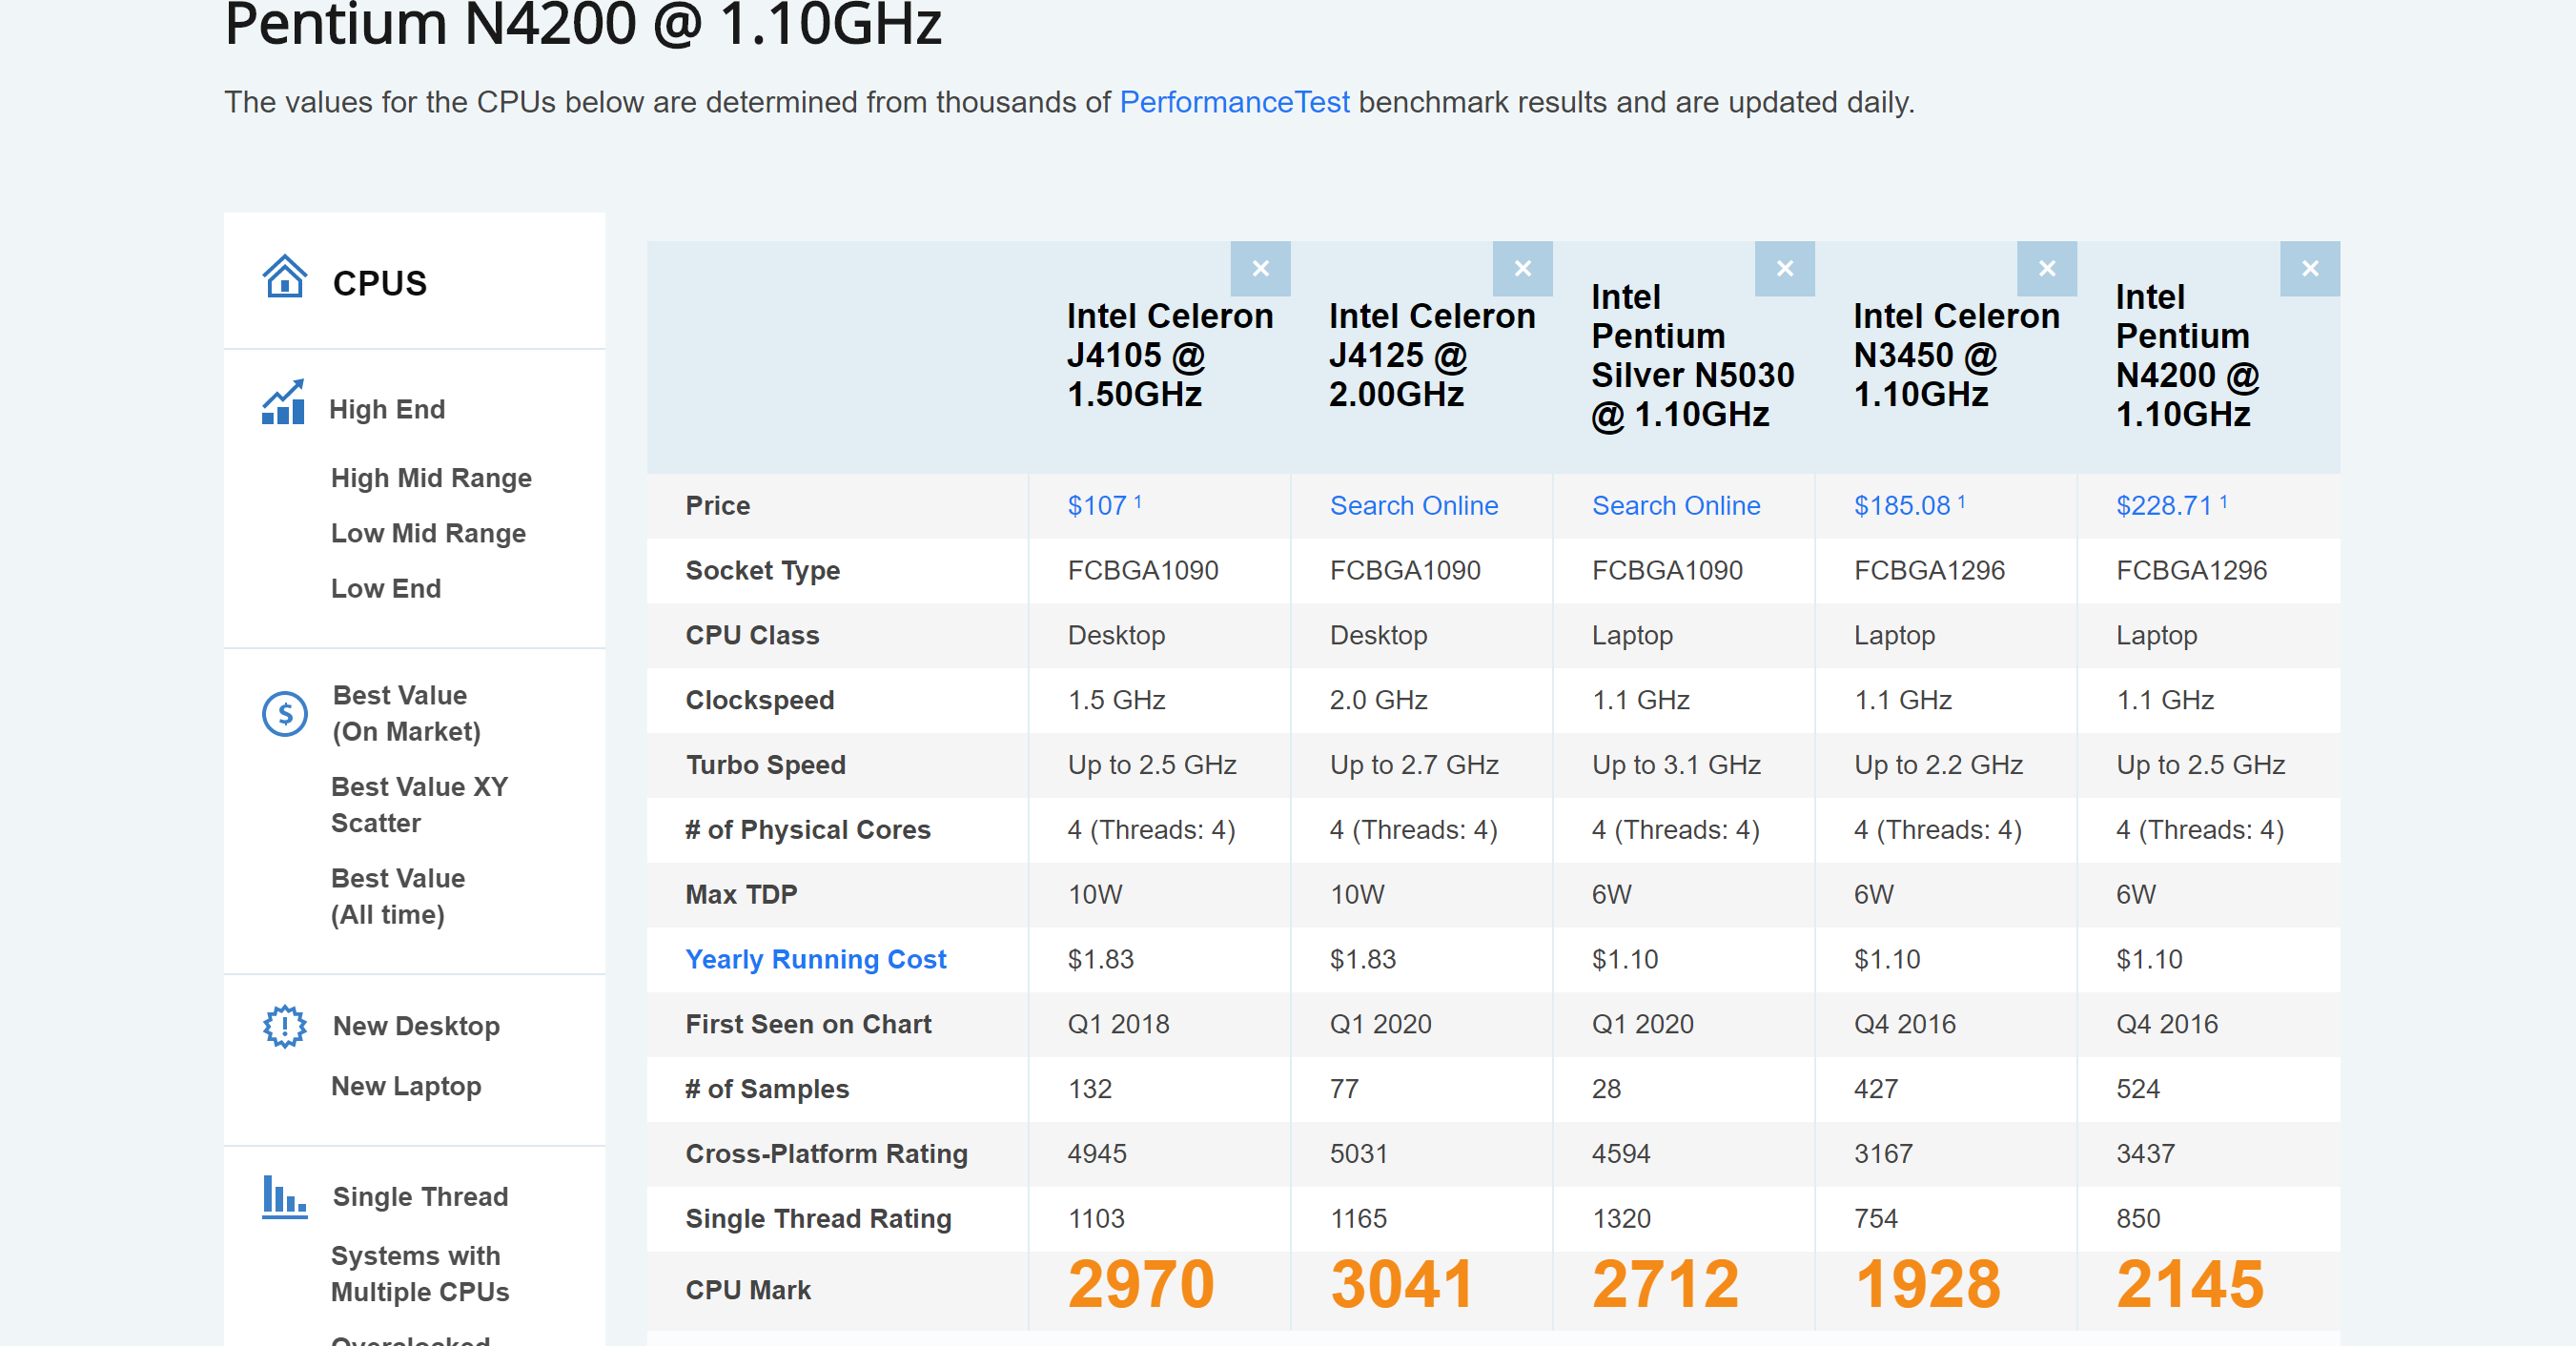 Pentium N4200 @ 1.10GHz
The values for the CPUs below are determined from thousands of PerformanceTest benchmark results and are updated daily.
CPUS
High End
High Mid Range
Low Mid Range
Low End
Best Value
(On Market)
Best Value XY
Scatter
Best Value
(All time)
New Desktop
New Laptop
Single Thread
Systems with
Multiple CPUs
Overclocked
Intel Celeron
J4105 @
1.50GHz
Intel Celeron
J4125 @
2.00GHz
Intel
Pentium
Silver N5030
@ 1.10GHz
Intel Celeron
N3450 @
1.10GHz
Intel
Pentium
N4200 @
1.10GHz
Price $107 1 Search Online Search Online $185.08 1 $228.71 1
Socket Type FCBGA1090 FCBGA1090 FCBGA1090 FCBGA1296 FCBGA1296
CPU Class Desktop Desktop Laptop Laptop Laptop
Clockspeed 1.5 GHz 2.0 GHz 1.1 GHz 1.1 GHz 1.1 GHz
Turbo Speed Up to 2.5 GHz Up to 2.7 GHz Up to 3.1 GHz Up to 2.2 GHz Up to 2.5 GHz
# of Physical Cores 4 (Threads: 4) 4 (Threads: 4) 4 (Threads: 4) 4 (Threads: 4) 4 (Threads: 4)
Max TDP 10W 10W 6W 6W 6W
Yearly Running Cost $1.83 $1.83 $1.10 $1.10 $1.10
First Seen on Chart Q1 2018 Q1 2020 Q1 2020 Q4 2016 Q4 2016
# of Samples 132 77 28 427 524
Cross-Platform Rating 4945 5031 4594 3167 3437
Single Thread Rating 1103 1165 1320 754 850
CPU Mark 2970 3041 2712 1928 2145